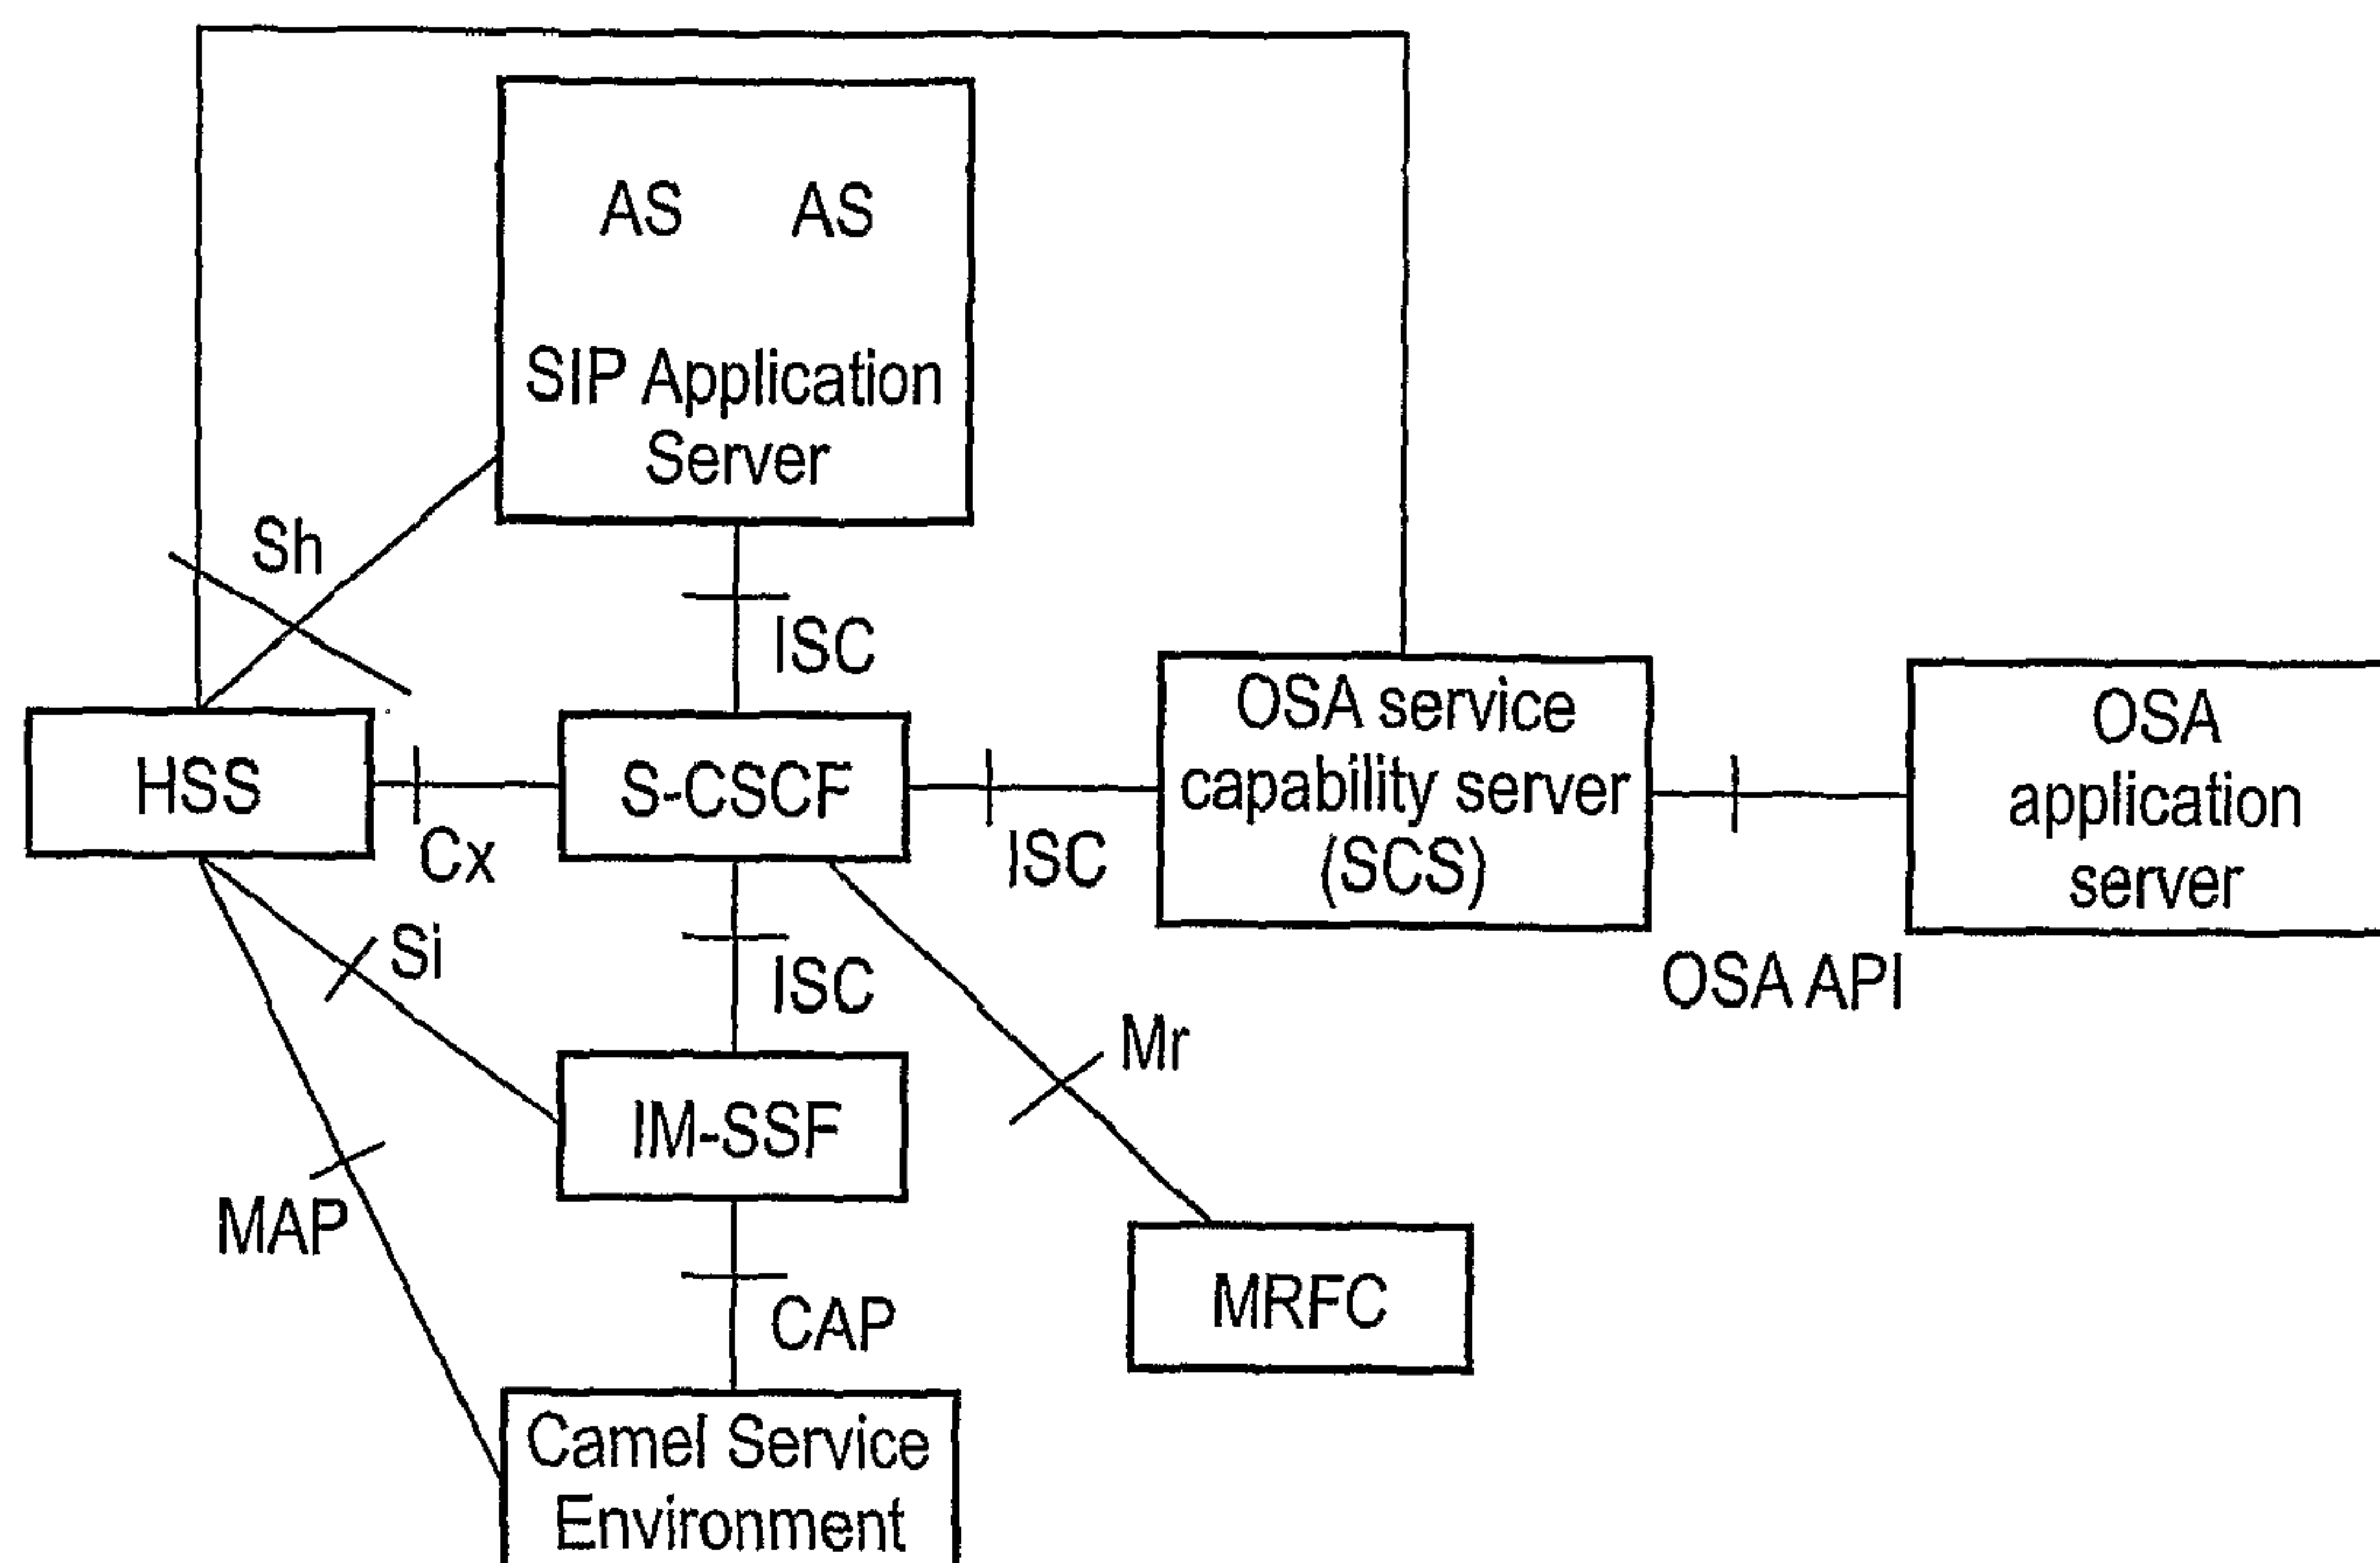 AS AS
SIP Application
Server
Sh
ISC
HSS
Cx
S-CSCF
ISC
OSA service
capability server
(SCS)
OSA API
OSA
application
server
Si
ISC
Mr
IM-SSF
MAP
CAP
MRFC
Camel Service
Environment